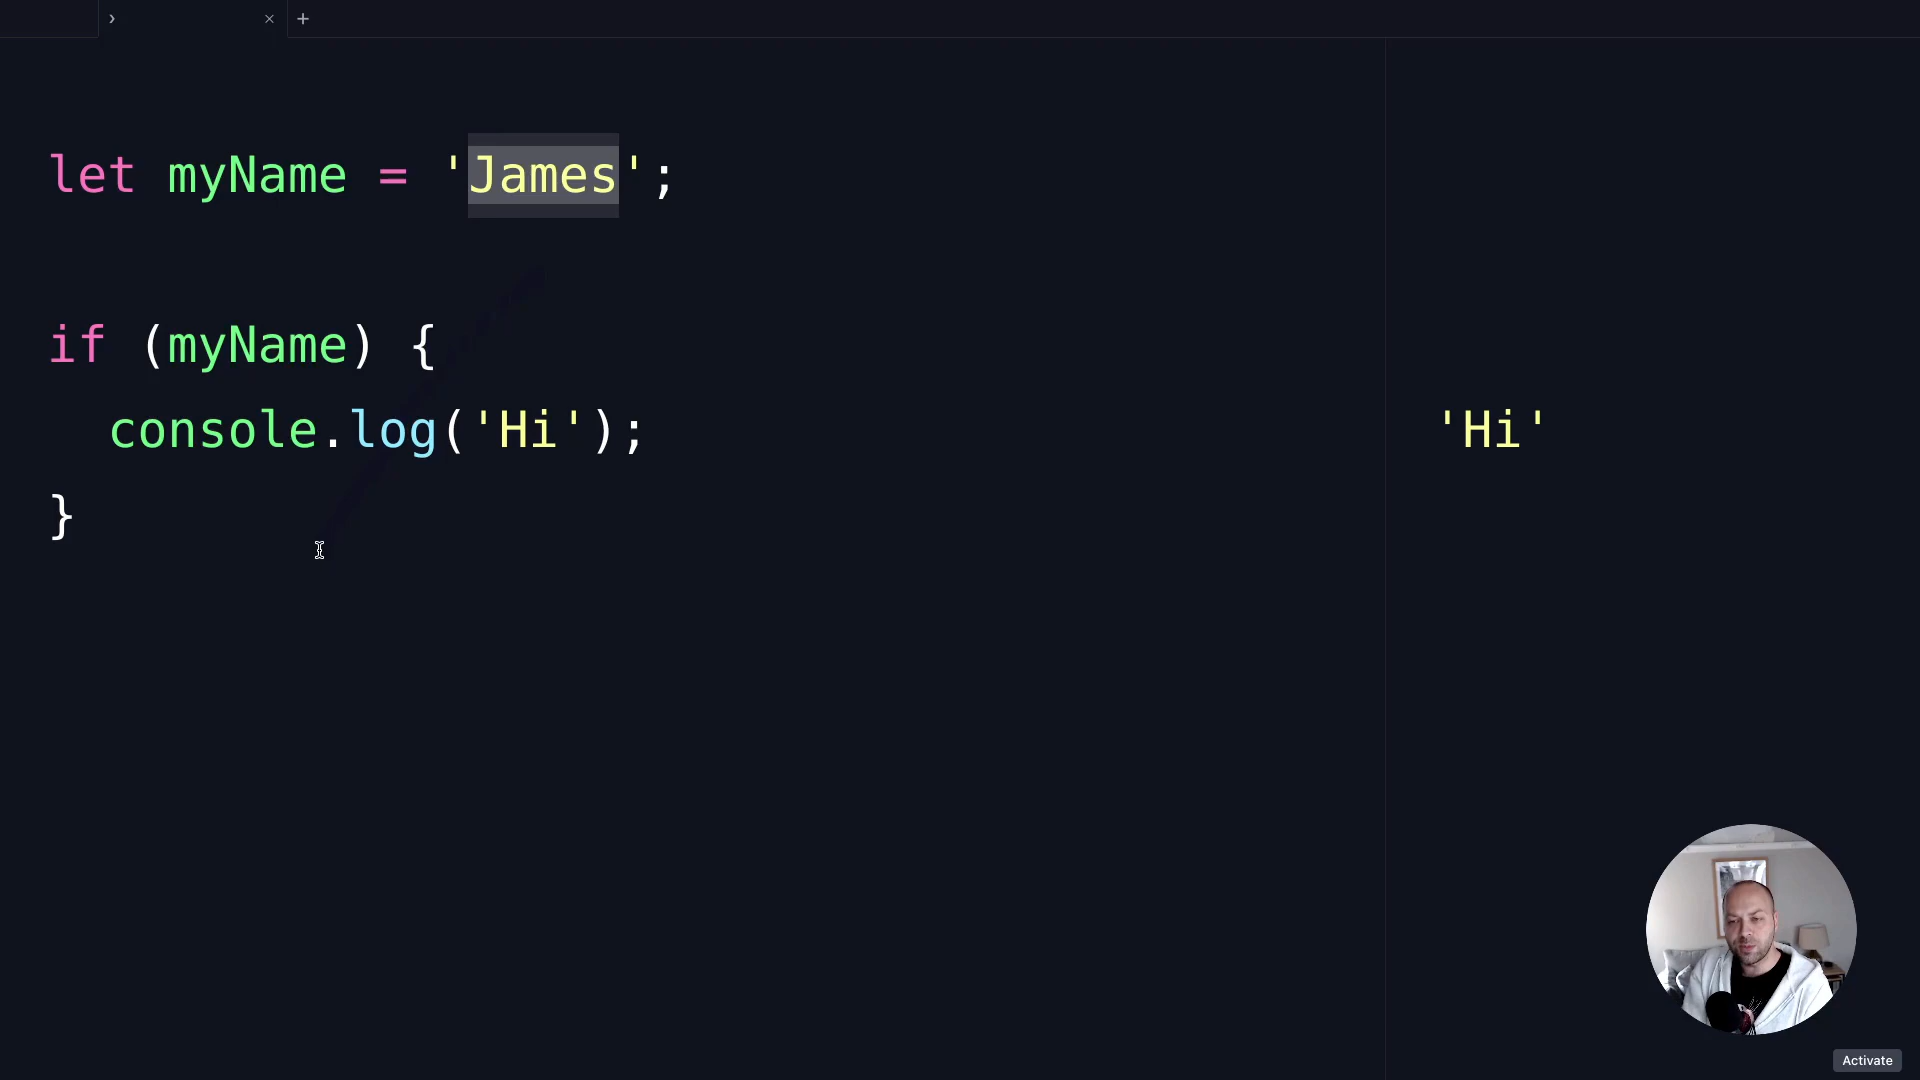 let myName = 'James';
if (myName) {
console.log('Hi');
'Hi'
}
Activate